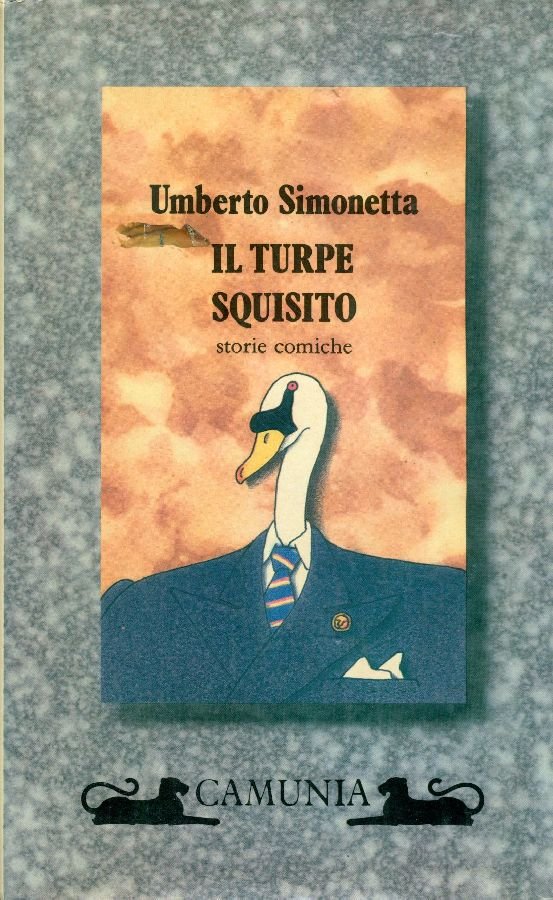 Umberto Simonetta
IL TURPE
SQUISITO
storie comiche
CAMUNIA